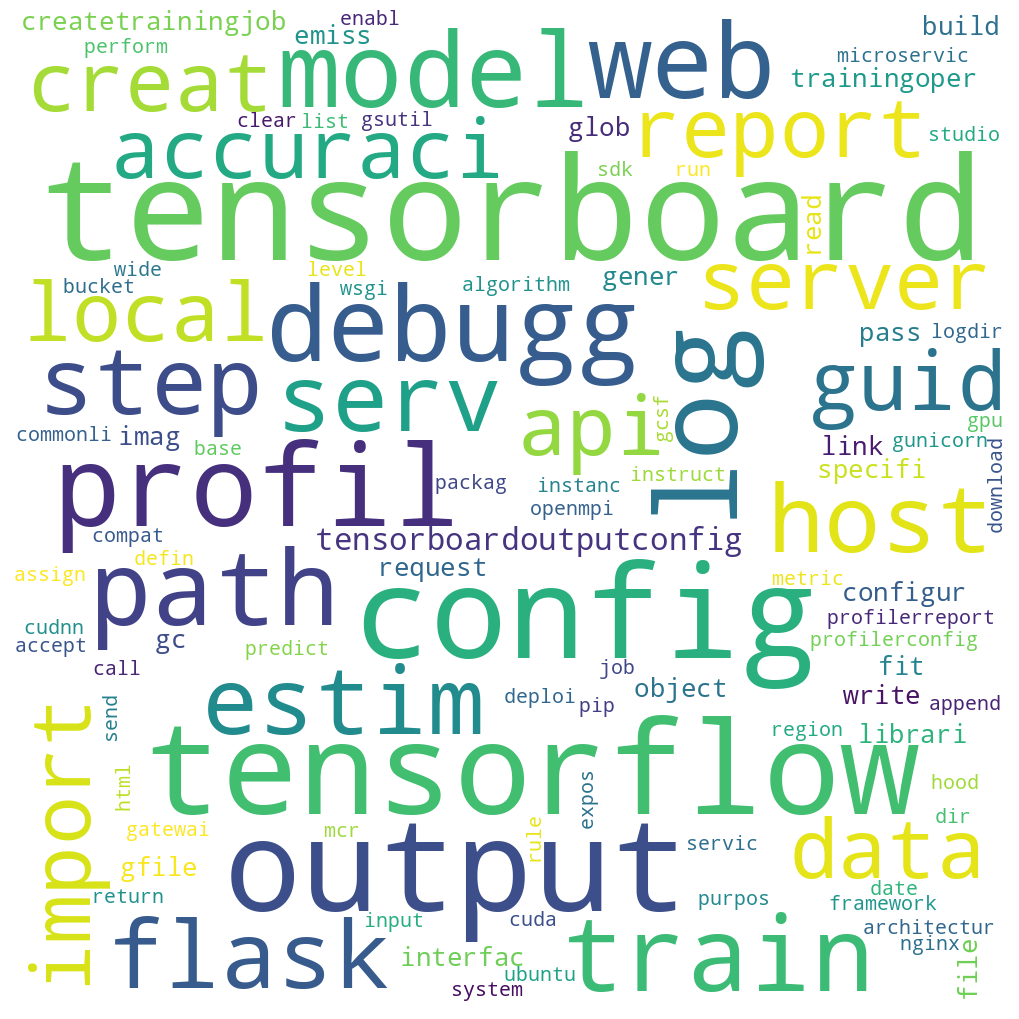 createtrainingjob
enabl
perform
emiss
build
microservic
trainingoper
creat
model
web
clear
list
gsutil
glob
report
studio
accuraci
sdk
run
tensorboard
read
wide
bucket
level
wsgi
algorithm
gener
server
local
debugg
log
pass
logdir
step
serv
api
gcsf
guid
gpu
commonli
imag
base
link
gunicorn
download
profil
packag
instanc
instruct
specifi
openmpi
host
compat
tensorboardoutputconfig
defin
assign
path
request
config
metric
configur
cudnn
accept
gc
predict
profilerreport
profilerconfig
call
job
fit
estim
deploi
pip
object
write
append
send
import
tensorflow
region
librari
html
expos
hood
dir
gatewai
mcr
rule
servic
gfile
output
data
return
purpos
date
framework
flask
input
cuda
train
architectur
nginx
interfac
ubuntu
file
system